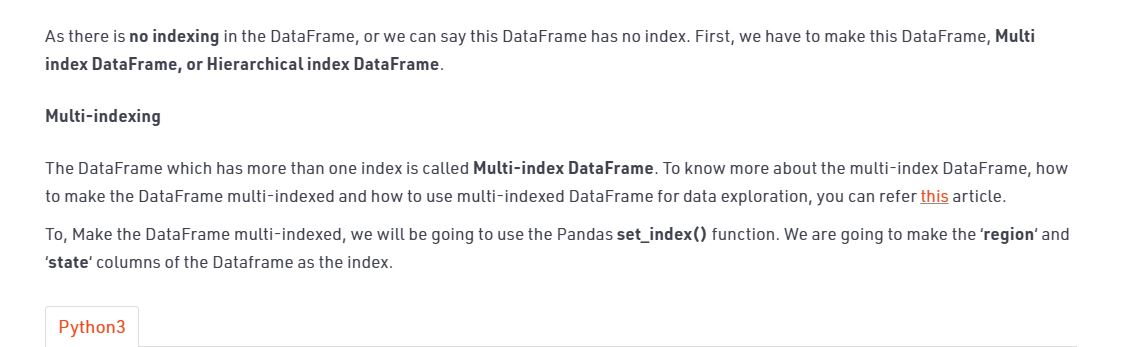 As there is no indexing in the DataFrame, or we can say this DataFrame has no index. First, we have to make this DataFrame, Multi
index DataFrame, or Hierarchical index DataFrame.
Multi-indexing
The DataFrame which has more than one index is called Multi-index DataFrame. To know more about the multi-index DataFrame, how
to make the DataFrame multi-indexed and how to use multi-indexed DataFrame for data exploration, you can refer this article.
To, Make the DataFrame multi-indexed, we will be going to use the Pandas set_index() function. We are going to make the ‘region‘ and
‘state‘ columns of the Dataframe as the index.
Python3